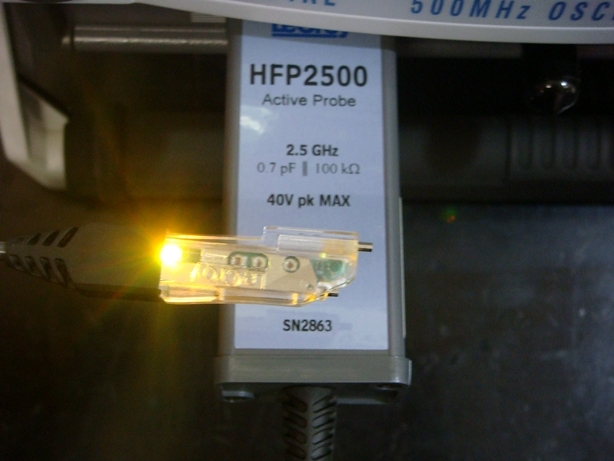 500MHz OSC
HFP2500
Active Probe
2.5 GHz
0.7 pF ‖ 100 kΩ
40V pk MAX
SN2863